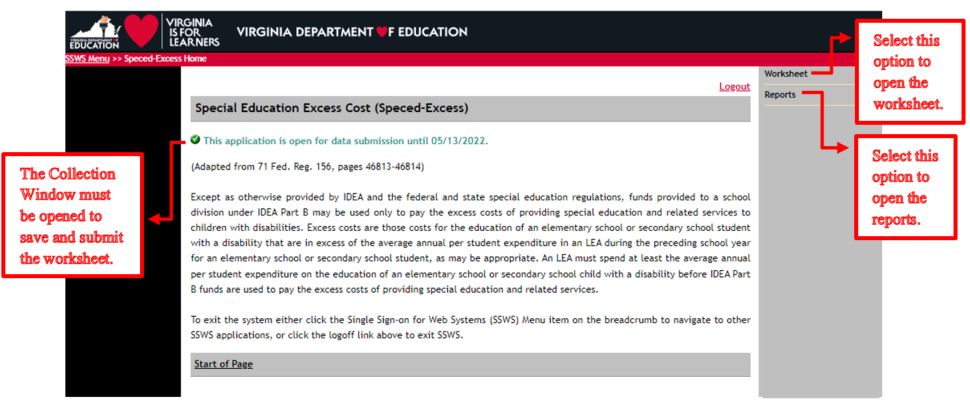 VIRGINIA DEPARTMENT OF
EDUCATION
VIRGINIA
IS FOR
LEARNERS
VIRGINIA DEPARTMENT ♥F EDUCATION
SSWS Menu >> Speced-Excess Home
Logout
Worksheet
Reports
Special Education Excess Cost (Speced-Excess)
This application is open for data submission until 05/13/2022.
(Adapted from 71 Fed. Reg. 156, pages 46813-46814)
Except as otherwise provided by IDEA and the federal and state special education regulations, funds provided to a school
division under IDEA Part B may be used only to pay the excess costs of providing special education and related services to
children with disabilities. Excess costs are those costs for the education of an elementary school or secondary school student
with a disability that are in excess of the average annual per student expenditure in an LEA during the preceding school year
for an elementary school or secondary school student, as may be appropriate. An LEA must spend at least the average annual
per student expenditure on the education of an elementary school or secondary school child with a disability before IDEA Part
B funds are used to pay the excess costs of providing special education and related services.
To exit the system either click the Single Sign-on for Web Systems (SSWS) Menu item on the breadcrumb to navigate to other
SSWS applications, or click the logoff link above to exit SSWS.
Start of Page
The Collection
Window must
be opened to
save and submit
the worksheet.
Select this
option to
open the
worksheet.
Select this
option to
open the
reports.